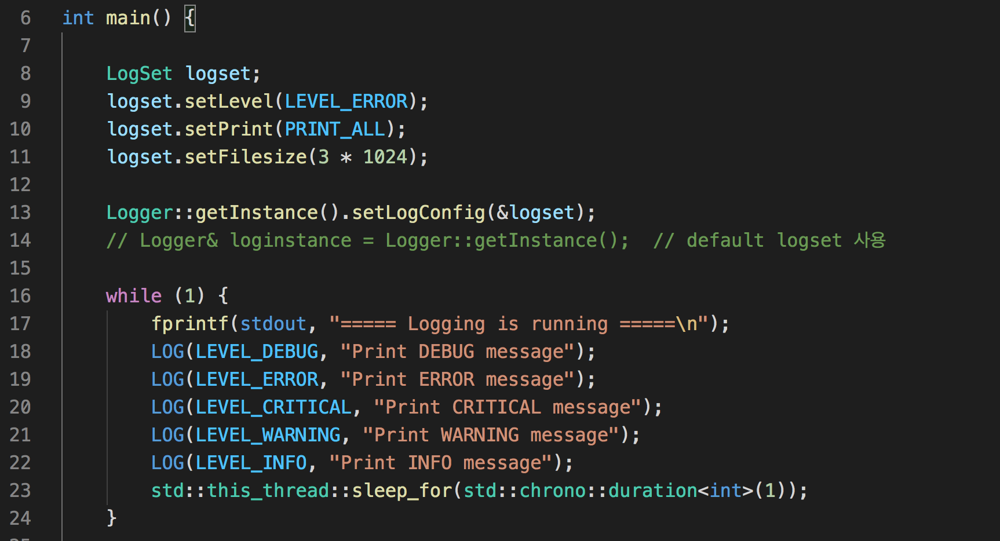 6 int main() {
7
8 LogSet logset;
9 logset.setLevel(LEVEL_ERROR);
10 logset.setPrint(PRINT_ALL);
11 logset.setFilesize(3 * 1024);
12
13 Logger::getInstance().setLogConfig(&logset);
14 // Logger& loginstance = Logger::getInstance();  // default logset 사용
15
16 while (1) {
17 fprintf(stdout, "===== Logging is running =====\n");
18 LOG(LEVEL_DEBUG, "Print DEBUG message");
19 LOG(LEVEL_ERROR, "Print ERROR message");
20 LOG(LEVEL_CRITICAL, "Print CRITICAL message");
21 LOG(LEVEL_WARNING, "Print WARNING message");
22 LOG(LEVEL_INFO, "Print INFO message");
23 std::this_thread::sleep_for(std::chrono::duration<int>(1));
24 }